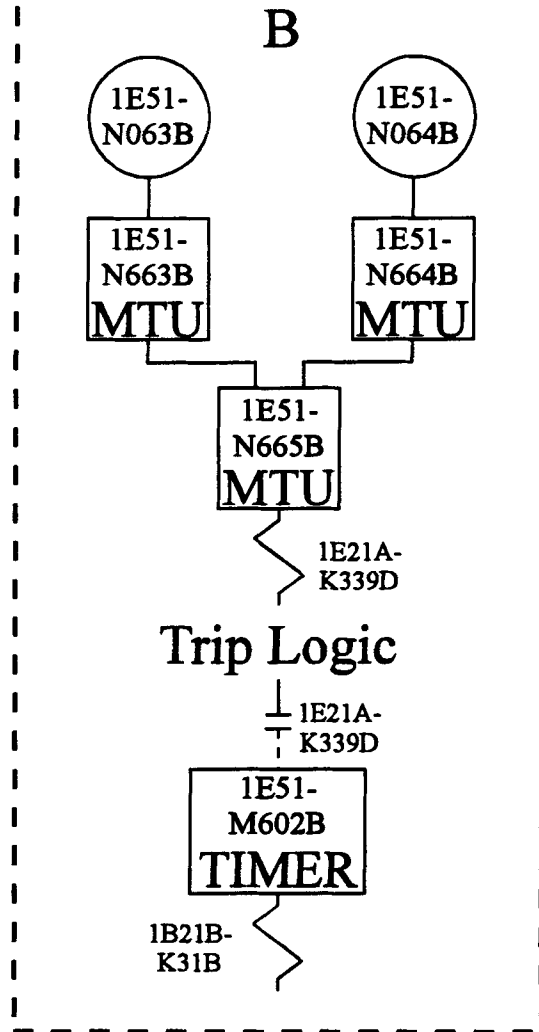 B
1E51-
N063B
1E51-
N064B
1E51-
N663B
MTU
1E51-
N664B
MTU
1E51-
N665B
MTU
1E21A-
K339D
Trip Logic
1E21A-
K339D
1E51-
M602B
TIMER
1B21B-
K31B